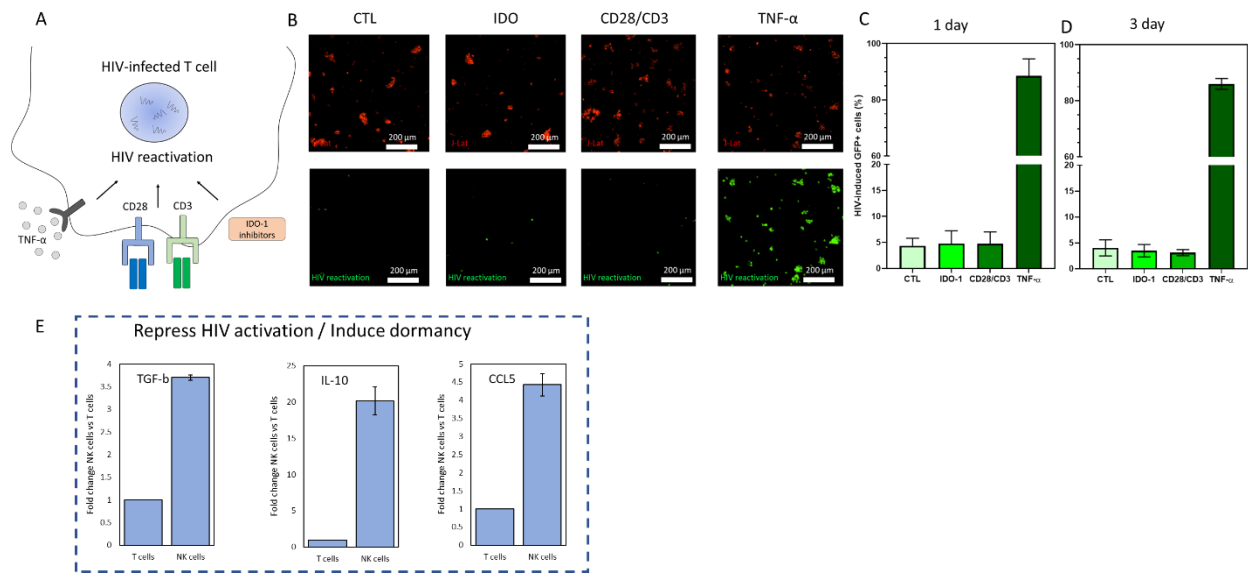 A
HIV-infected T cell
HIV reactivation
CD28
CD3
TNF-α
IDO-1
inhibitors
B
CTL
IDO
CD28/CD3
TNF-α
J-Lat
200 μm
J-Lat
200 μm
J-Lat
200 μm
J-Lat
200 μm
HIV reactivation
200 μm
HIV reactivation
200 μm
HIV reactivation
200 μm
HIV reactivation
200 μm
C
1 day
HIV-induced GFP+ cells (%)
100
90
80
70
60
20
15
10
5
0
CTL
IDO-1
CD28/CD3
TNF-α
D
3 day
100
80
60
20
15
10
5
0
CTL
IDO-1
CD28/CD3
TNF-α
E
Repress HIV activation / Induce dormancy
TGF-b
Fold change NK cells vs T cells
4
3.5
3
2.5
2
1.5
1
0.5
0
T cells
NK cells
IL-10
Fold change NK cells vs T cells
25
20
15
10
5
0
T cells
NK cells
CCL5
Fold change NK cells vs T cells
5
4.5
4
3.5
3
2.5
2
1.5
1
0.5
0
T cells
NK cells